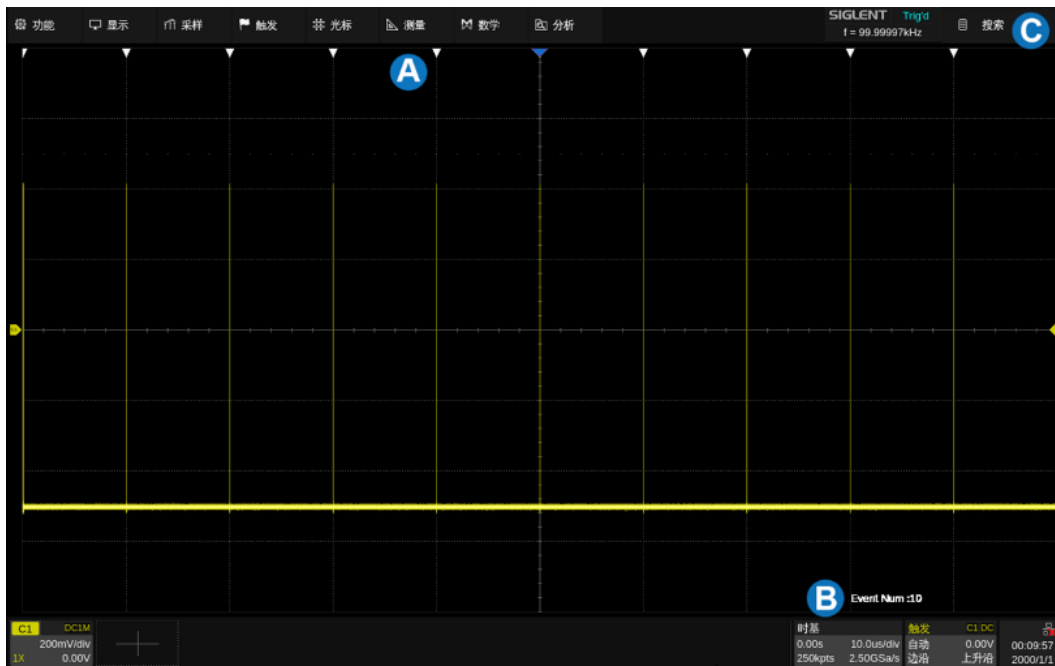 功能 显示 采样 触发 光标 测量 数学 分析
SIGLENT Trig'd
f = 99.99997kHz
搜索
C
A
B
Event Num :10
C1 DC1M
200mV/div
1X 0.00V
时基
0.00s 10.0us/div
250kpts 2.50GSa/s
触发 C1 DC
自动 0.00V
边沿 上升沿
00:09:57
2000/1/1